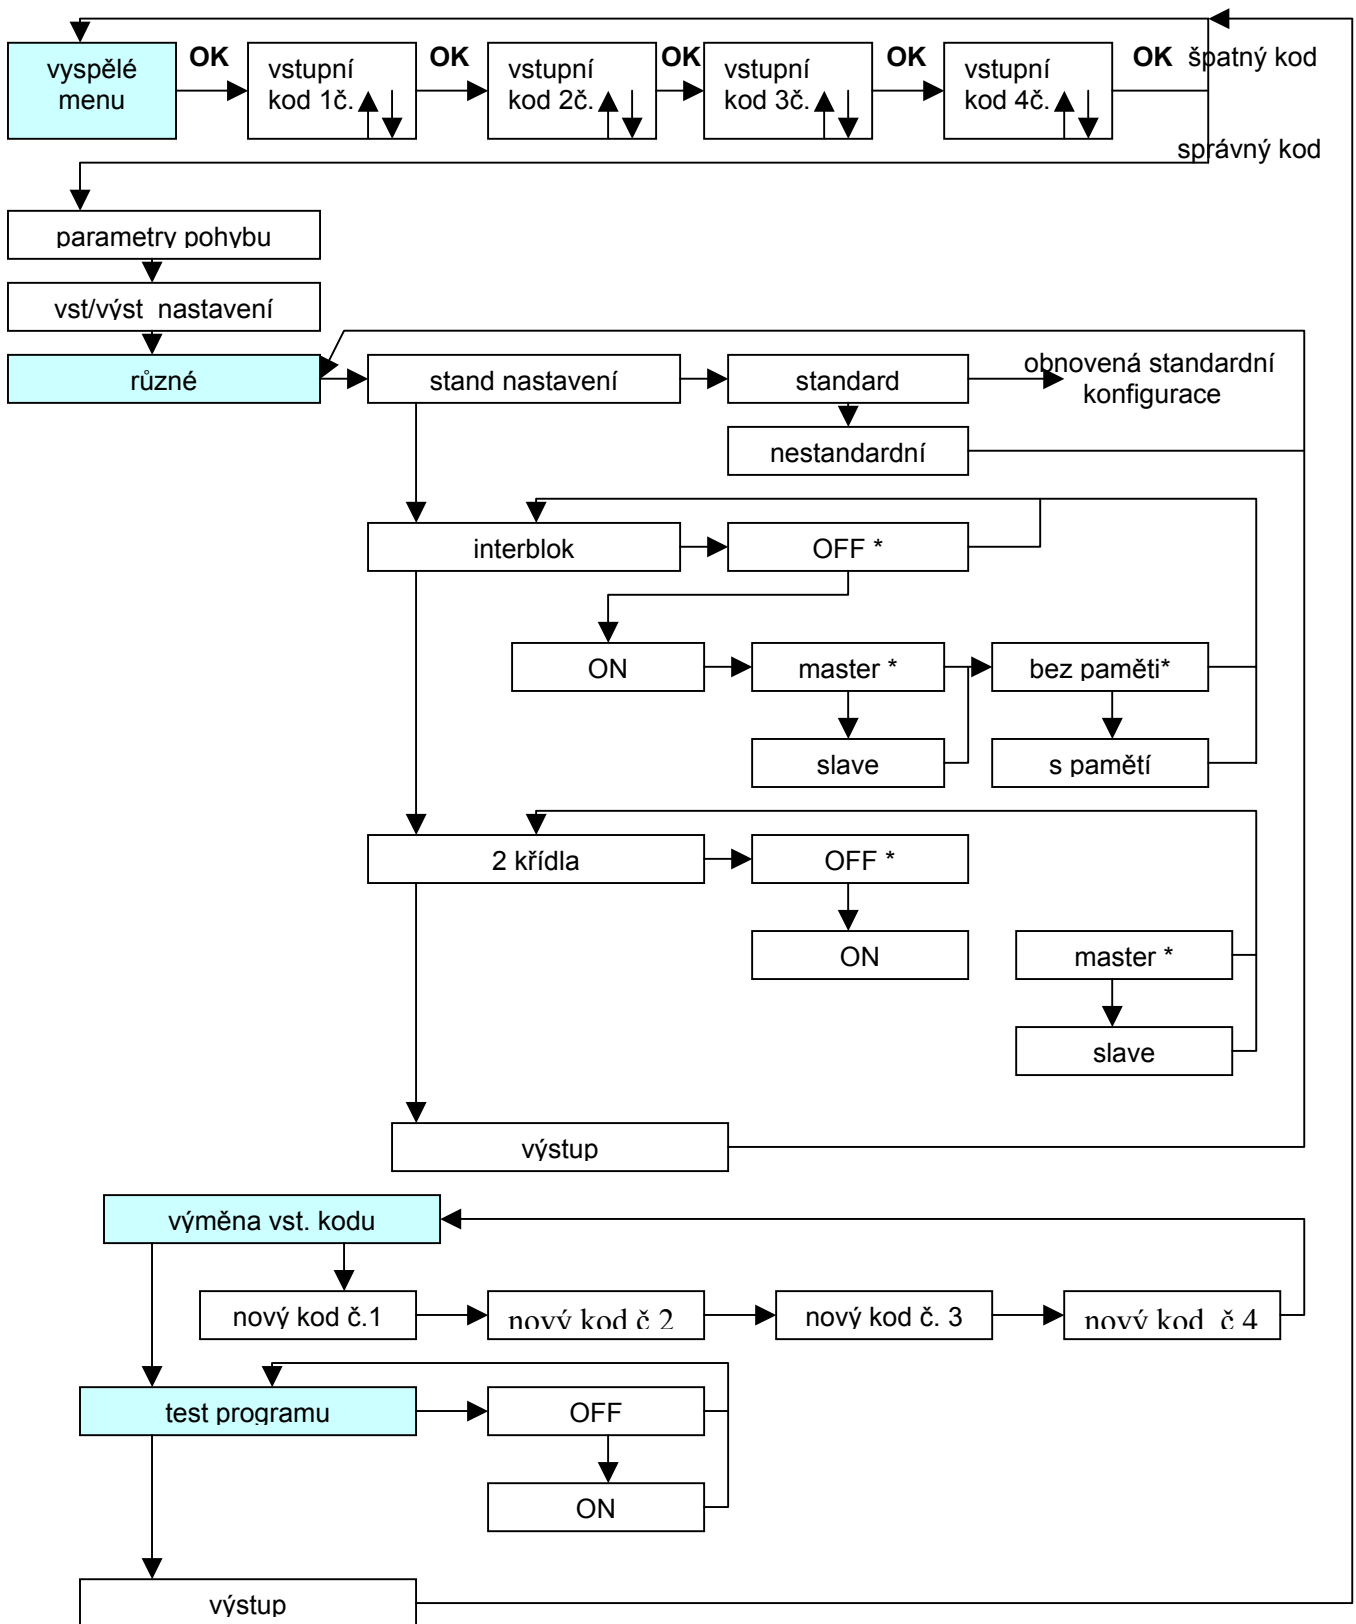 vyspělé
menu
OK
vstupní
kod 1č.
OK
vstupní
kod 2č.
OK
vstupní
kod 3č.
OK
vstupní
kod 4č.
OK
špatný kod
správný kod
parametry pohybu
vst/výst nastavení
různé
stand nastavení
standard
obnovená standardní
konfigurace
nestandardní
interblok
OFF *
ON
master *
bez paměti*
slave
s pamětí
2 křídla
OFF *
ON
master *
slave
výstup
výměna vst. kodu
nový kod č.1
nový kod č 2
nový kod č. 3
nový kod č 4
test programu
OFF
ON
výstup